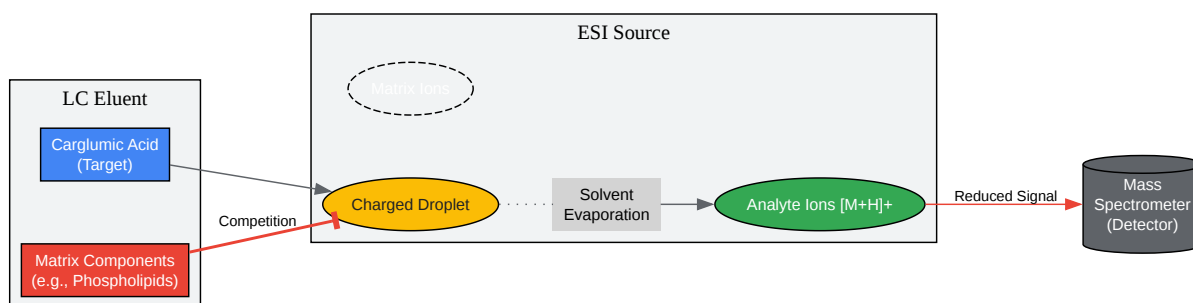 ESI Source
LC Eluent
Matrix Ions
Carglumic Acid
(Target)
Competition
Matrix Components
(e.g., Phospholipids)
Charged Droplet
Solvent
Evaporation
Analyte Ions [M+H]+
Reduced Signal
Mass
Spectrometer
(Detector)